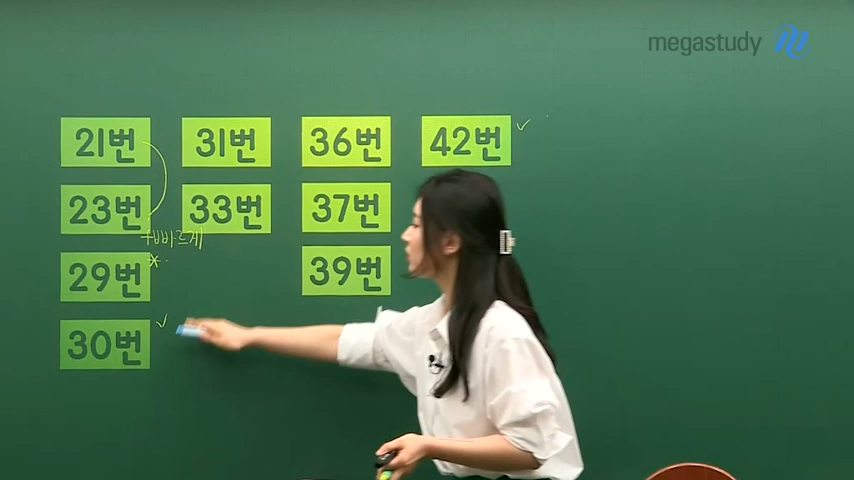 megastudy
21번 31번 36번 42번
23번 33번 37번
+ㅂ빠르게
29번 * 39번
30번